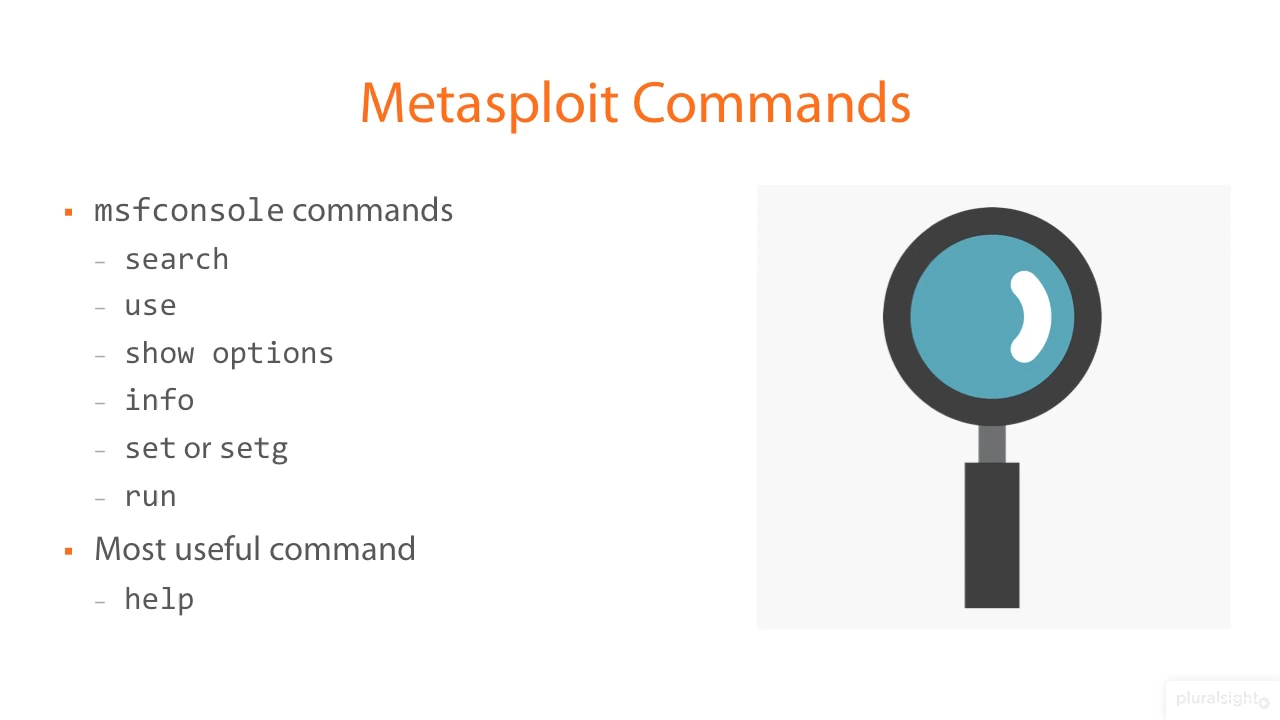 Metasploit Commands
▪ msfconsole commands
– search
– use
– show options
– info
– set or setg
– run
▪ Most useful command
– help
pluralsight